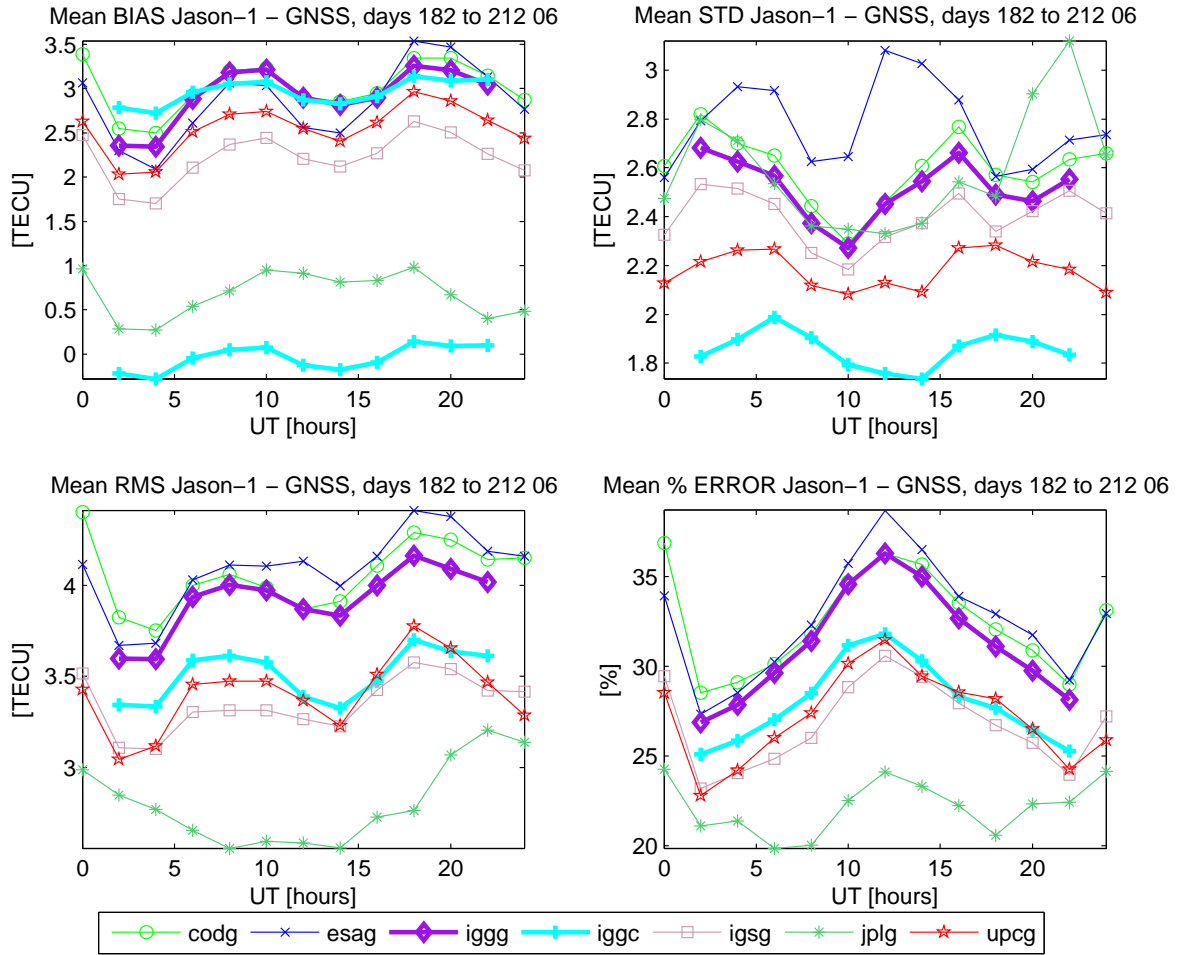 Mean BIAS Jason−1 − GNSS, days 182 to 212 06
3.5
3
2.5
2
1.5
1
0.5
0
[TECU]
0 5 10 15 20
UT [hours]
Mean STD Jason−1 − GNSS, days 182 to 212 06
3
2.8
2.6
2.4
2.2
2
1.8
[TECU]
0 5 10 15 20
UT [hours]
Mean RMS Jason−1 − GNSS, days 182 to 212 06
4
3.5
3
[TECU]
0 5 10 15 20
UT [hours]
Mean % ERROR Jason−1 − GNSS, days 182 to 212 06
35
30
25
20
[%]
0 5 10 15 20
UT [hours]
codg esag iggg iggc igsg jplg upcg